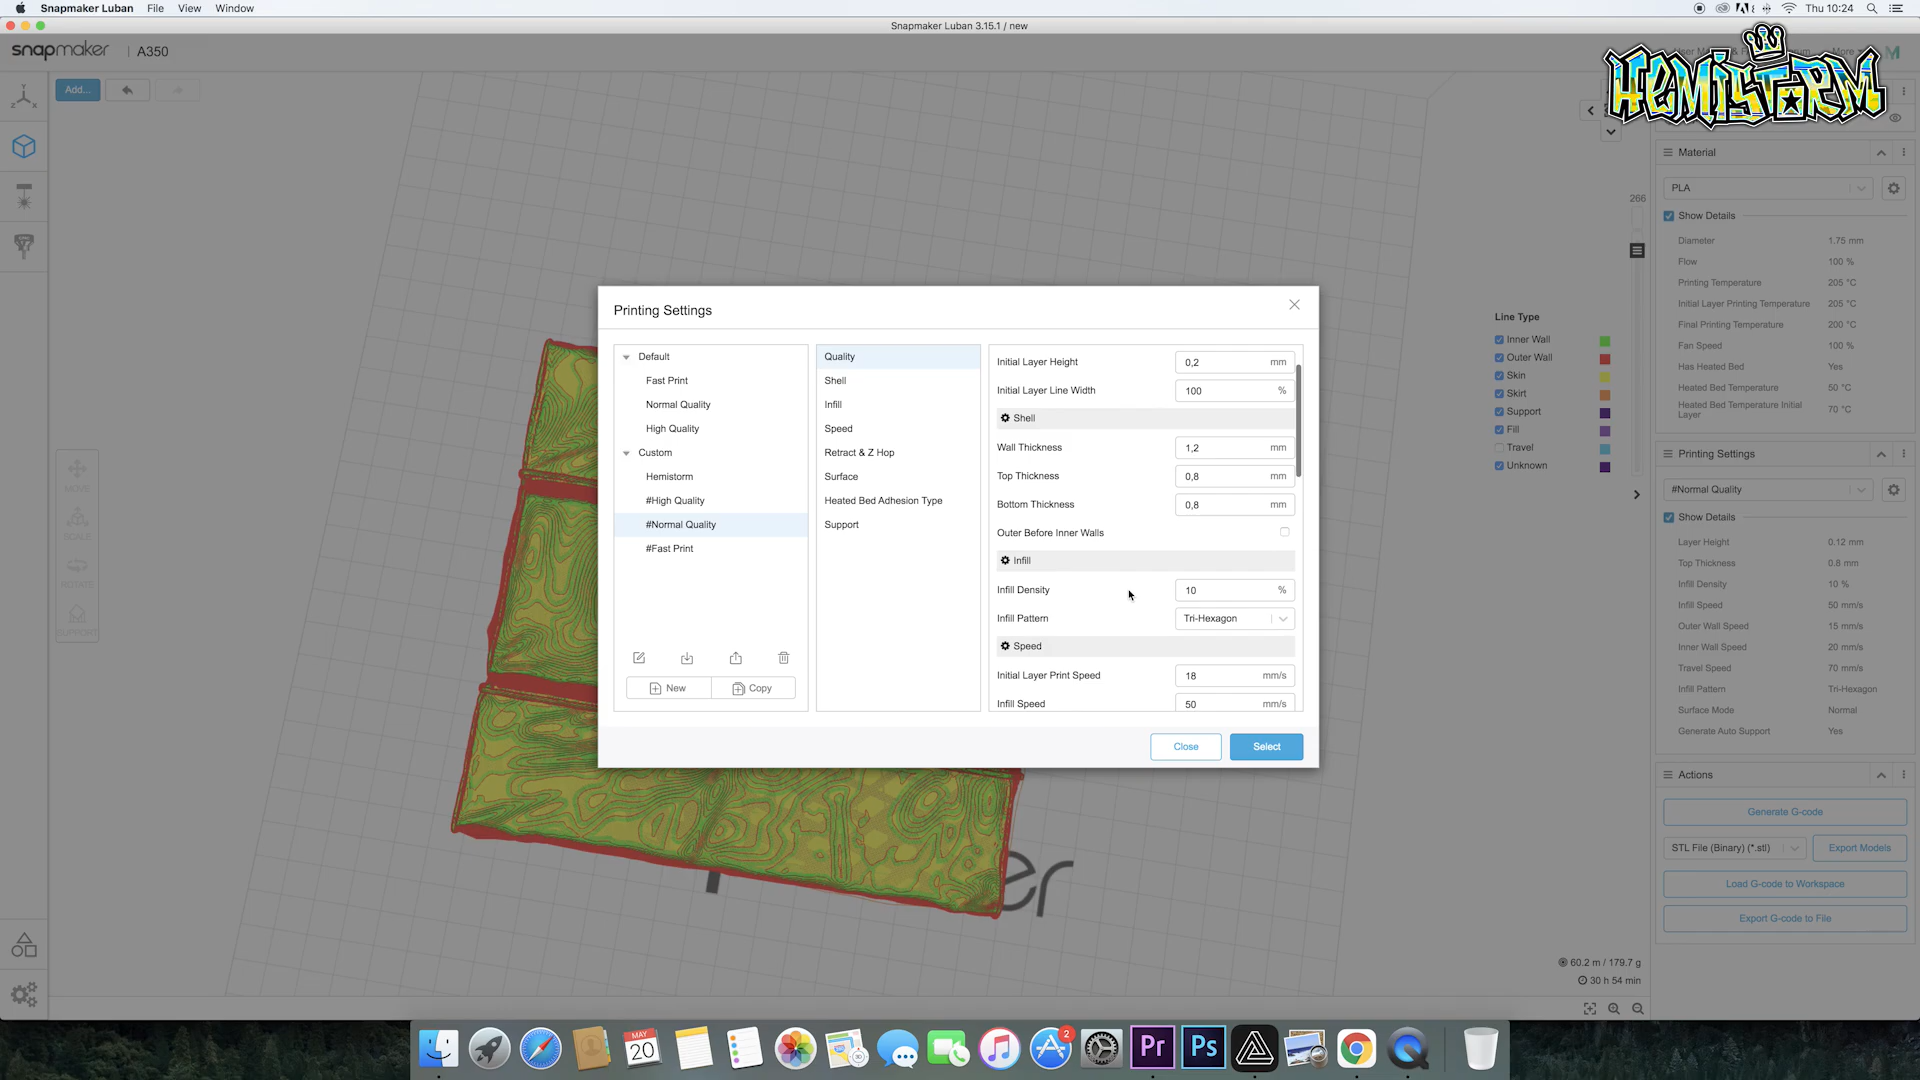 Snapmaker Luban File View Window
Thu 10:24
Snapmaker Luban 3.15.1 / new
snapmaker | A350
HEMISTORM
Add...
Material
PLA
Show Details
Diameter 1.75 mm
Flow 100 %
Printing Temperature 205 °C
Initial Layer Printing Temperature 205 °C
Final Printing Temperature 200 °C
Fan Speed 100 %
Has Heated Bed Yes
Heated Bed Temperature 50 °C
Heated Bed Temperature Initial Layer 70 °C
266
Line Type
Inner Wall
Outer Wall
Skin
Skirt
Support
Fill
Travel
Unknown
MOVE
SCALE
ROTATE
SUPPORT
Printing Settings
Default
Fast Print
Normal Quality
High Quality
Custom
Hemistorm
#High Quality
#Normal Quality
#Fast Print
New Copy
Quality
Shell
Infill
Speed
Retract & Z Hop
Surface
Heated Bed Adhesion Type
Support
Initial Layer Height 0,2 mm
Initial Layer Line Width 100 %
Shell
Wall Thickness 1,2 mm
Top Thickness 0,8 mm
Bottom Thickness 0,8 mm
Outer Before Inner Walls
Infill
Infill Density 10 %
Infill Pattern Tri-Hexagon
Speed
Initial Layer Print Speed 18 mm/s
Infill Speed 50 mm/s
Close Select
Printing Settings
#Normal Quality
Show Details
Layer Height 0.12 mm
Top Thickness 0.8 mm
Infill Density 10 %
Infill Speed 50 mm/s
Outer Wall Speed 15 mm/s
Inner Wall Speed 20 mm/s
Travel Speed 70 mm/s
Infill Pattern Tri-Hexagon
Surface Mode Normal
Generate Auto Support Yes
Actions
Generate G-code
STL File (Binary) (*.stl) Export Models
Load G-code to Workspace
Export G-code to File
er
60.2 m / 179.7 g
30 h 54 min
MAY
20
2
Pr
Ps